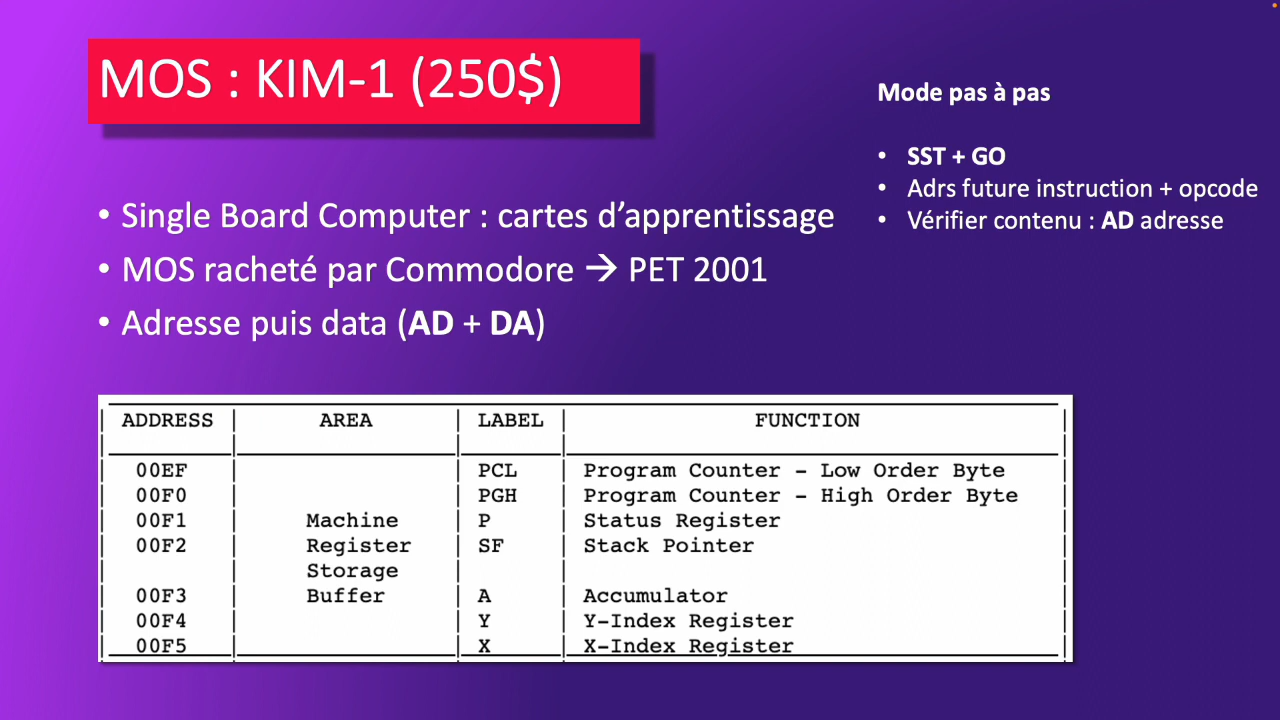 MOS : KIM-1 (250$)
Mode pas à pas
• SST + GO
• Adrs future instruction + opcode
• Vérifier contenu : AD adresse
• Single Board Computer : cartes d’apprentissage
• MOS racheté par Commodore → PET 2001
• Adresse puis data (AD + DA)
ADDRESS | AREA | LABEL | FUNCTION
00EF | | PCL | Program Counter – Low Order Byte
00F0 | | PGH | Program Counter – High Order Byte
00F1 | Machine | P | Status Register
00F2 | Register | SF | Stack Pointer
| Storage | |
00F3 | Buffer | A | Accumulator
00F4 | | Y | Y-Index Register
00F5 | | X | X-Index Register